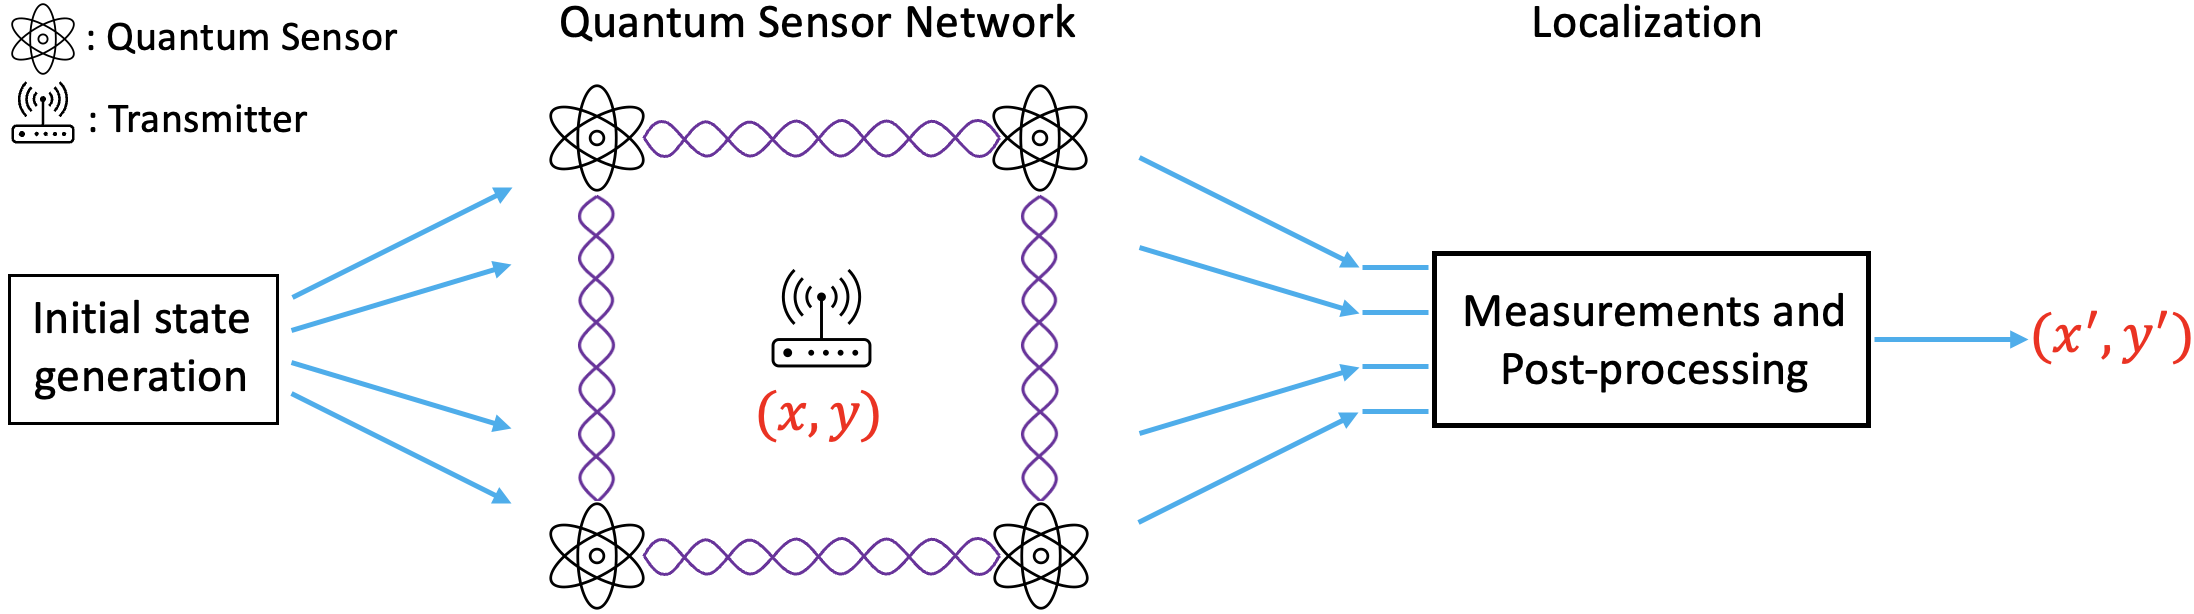 : Quantum Sensor
: Transmitter
Quantum Sensor Network
Localization
Initial state
generation
(x, y)
Measurements and
Post-processing
(x′, y′)